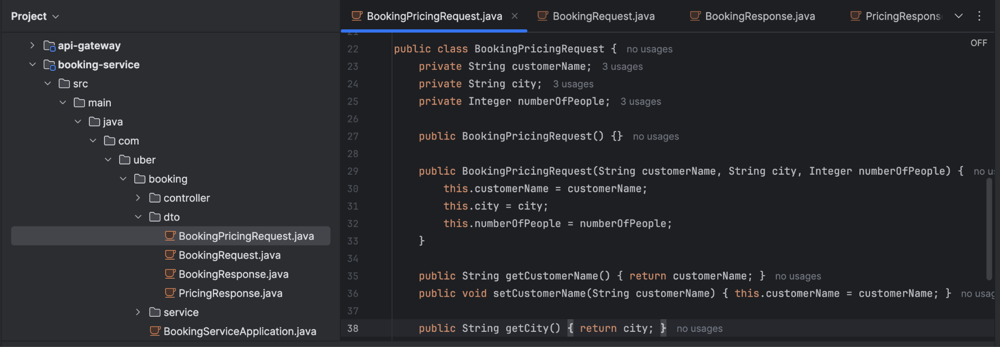 Project
api-gateway
booking-service
src
main
java
com
uber
booking
controller
dto
BookingPricingRequest.java
BookingRequest.java
BookingResponse.java
PricingResponse.java
service
BookingServiceApplication.java
BookingPricingRequest.java BookingRequest.java BookingResponse.java PricingRespons
OFF
21
22 public class BookingPricingRequest { no usages
23 private String customerName; 3 usages
24 private String city; 3 usages
25 private Integer numberOfPeople; 3 usages
26
27 public BookingPricingRequest() {} no usages
28
29 public BookingPricingRequest(String customerName, String city, Integer numberOfPeople) { no us
30 this.customerName = customerName;
31 this.city = city;
32 this.numberOfPeople = numberOfPeople;
33 }
34
35 public String getCustomerName() { return customerName; } no usages
36 public void setCustomerName(String customerName) { this.customerName = customerName; } no usag
37
38 public String getCity() { return city; } no usages